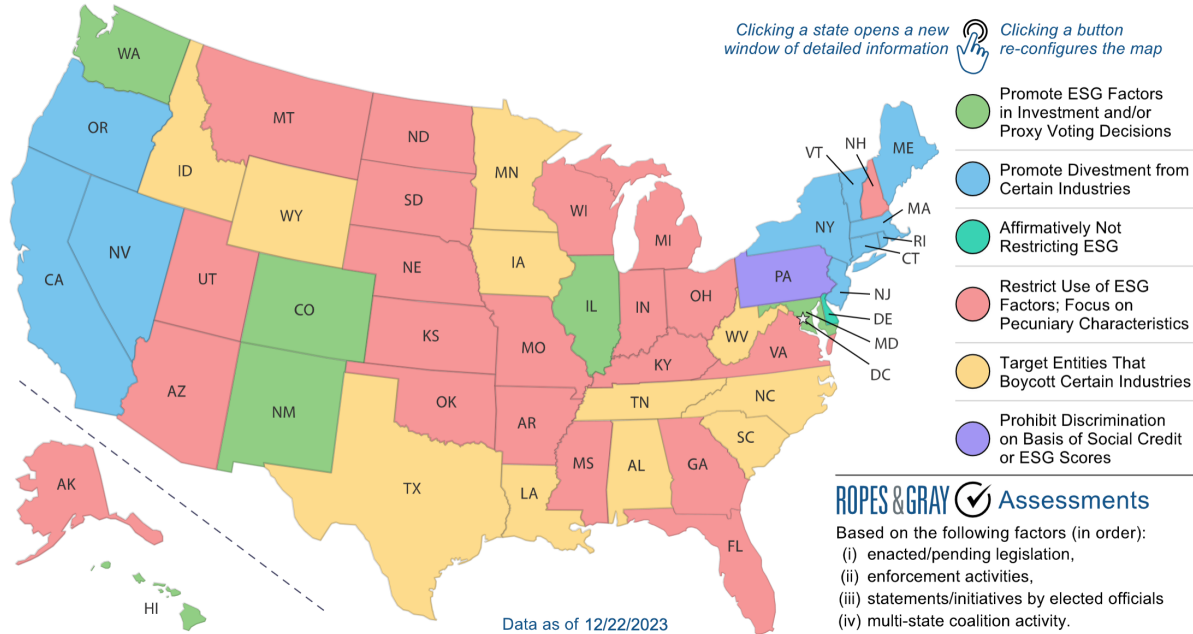 Clicking a state opens a new
window of detailed information
Clicking a button
re-configures the map
WA
OR
CA
NV
ID
MT
WY
UT
AZ
CO
NM
ND
SD
NE
KS
OK
TX
MN
IA
MO
AR
LA
WI
IL
MI
IN
OH
KY
TN
MS
AL
GA
FL
SC
NC
VA
WV
PA
NY
VT
NH
ME
MA
RI
CT
NJ
DE
MD
DC
AK
HI
Promote ESG Factors
in Investment and/or
Proxy Voting Decisions
Promote Divestment from
Certain Industries
Affirmatively Not
Restricting ESG
Restrict Use of ESG
Factors; Focus on
Pecuniary Characteristics
Target Entities That
Boycott Certain Industries
Prohibit Discrimination
on Basis of Social Credit
or ESG Scores
ROPES & GRAY Assessments
Based on the following factors (in order):
(i) enacted/pending legislation,
(ii) enforcement activities,
(iii) statements/initiatives by elected officials
(iv) multi-state coalition activity.
Data as of 12/22/2023